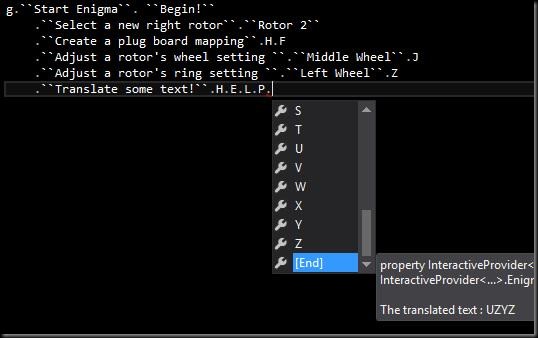 g.``Start Enigma``. ``Begin!``
.``Select a new right rotor``.``Rotor 2``
.``Create a plug board mapping``.H.F
.``Adjust a rotor's wheel setting ``.``Middle Wheel``.J
.``Adjust a rotor's ring setting ``.``Left Wheel``.Z
.``Translate some text!``.H.E.L.P.
S
T
U
V
W
X
Y
Z
[End]
property InteractiveProvider<
InteractiveProvider<...>.Enigr
The translated text : UZYZ